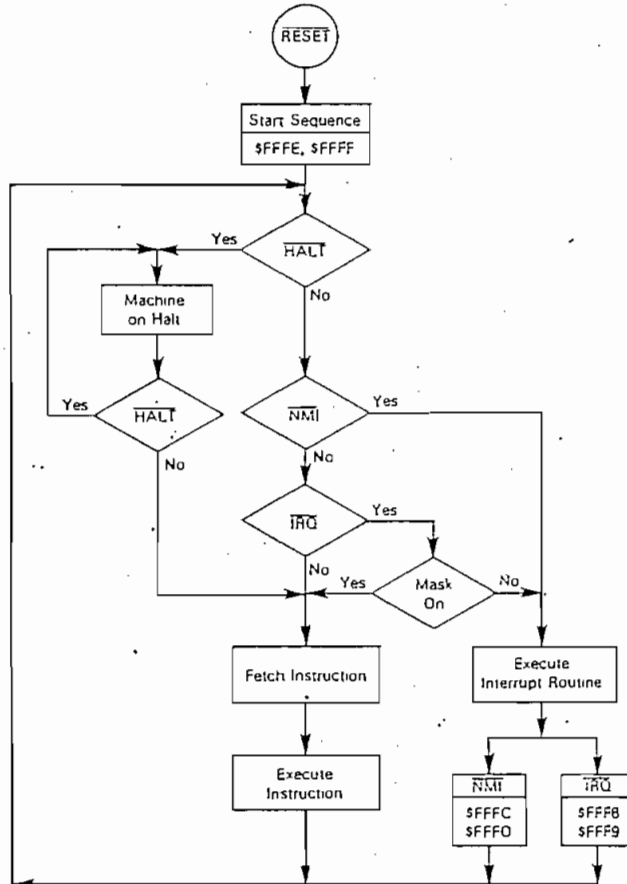 RESET
Start Sequence
$FFFE, $FFFF
Yes
HALT
No
Machine
on Halt
Yes
HALT
No
NMI
Yes
No
IRQ
Yes
No
Yes
Mask
On
No
Fetch Instruction
Execute
Interrupt Routine
Execute
Instruction
NMI
$FFFC
$FFF0
IRQ
$FFF8
$FFF9